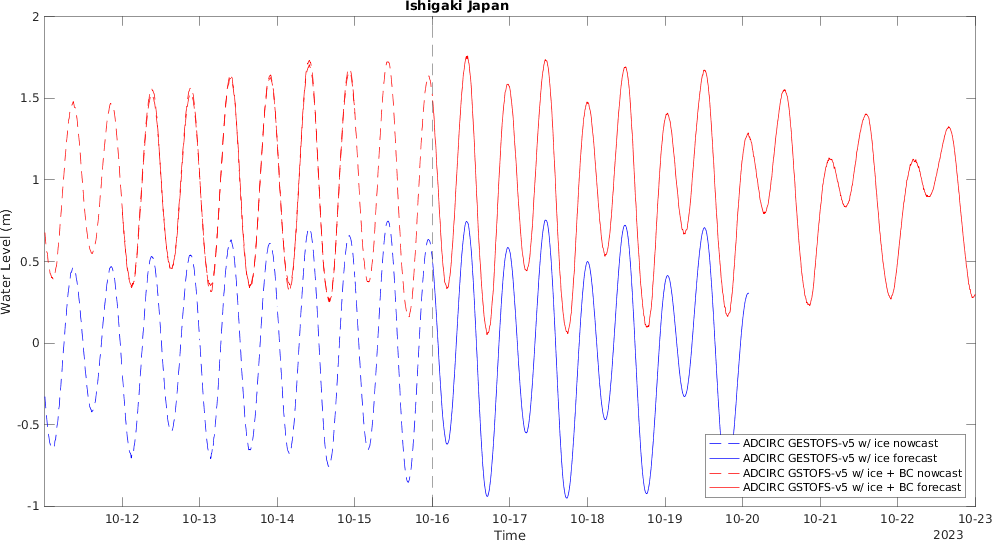 Ishigaki Japan
2
1.5
1
0.5
0
-0.5
-1
Water Level (m)
10-12 10-13 10-14 10-15 10-16 10-17 10-18 10-19 10-20 10-21 10-22 10-23
Time
2023
ADCIRC GESTOFS-v5 w/ ice nowcast
ADCIRC GESTOFS-v5 w/ ice forecast
ADCIRC GSTOFS-v5 w/ ice + BC nowcast
ADCIRC GSTOFS-v5 w/ ice + BC forecast